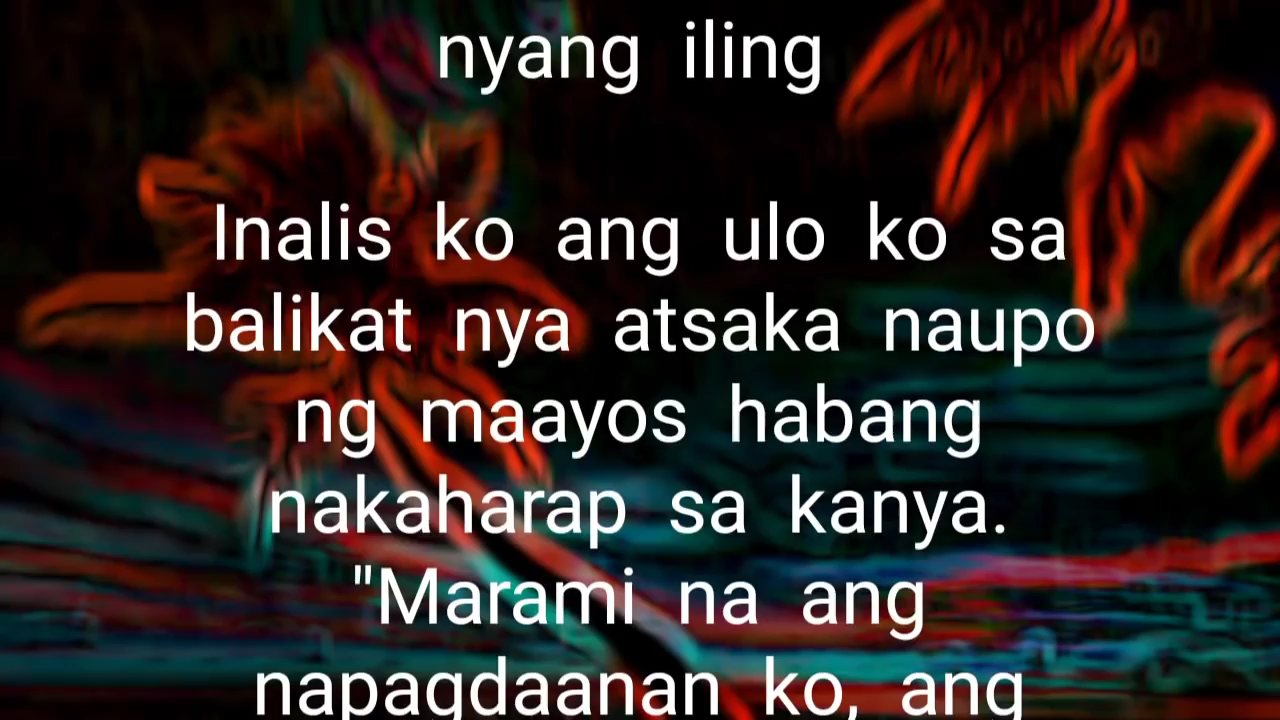 nyang iling
Inalis ko ang ulo ko sa
balikat nya atsaka naupo
ng maayos habang
nakaharap sa kanya.
"Marami na ang
napagdaanan ko, ang